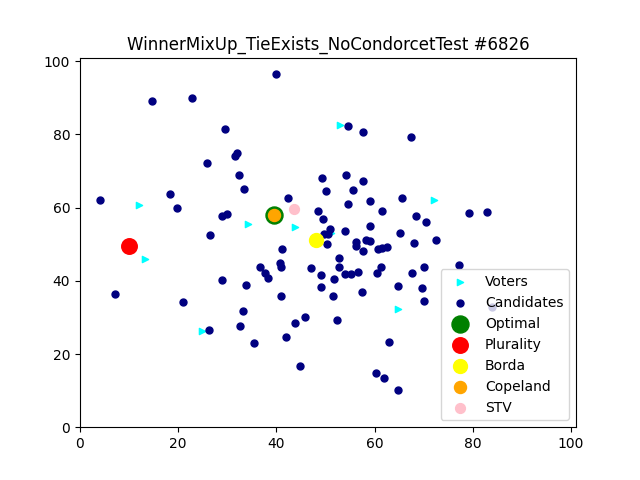 WinnerMixUp_TieExists_NoCondorcetTest #6826
100
80
60
40
20
0
0 20 40 60 80 100
Voters
Candidates
Optimal
Plurality
Borda
Copeland
STV